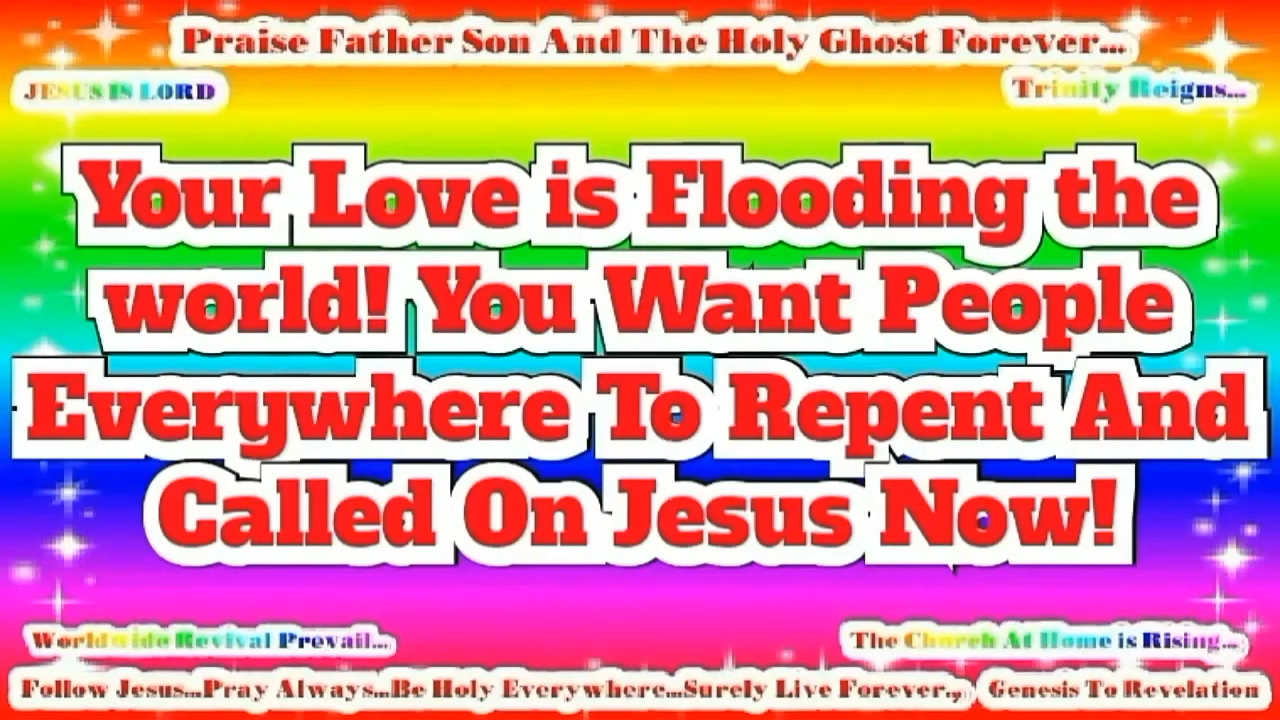 Praise Father Son And The Holy Ghost Forever...
JESUS IS LORD
Trinity Reigns...
Your Love is Flooding the
world! You Want People
Everywhere To Repent And
Called On Jesus Now!
Worldwide Revival Prevail...
The Church At Home is Rising...
Follow Jesus...Pray Always...Be Holy Everywhere...Surely Live Forever.,,
Genesis To Revelation